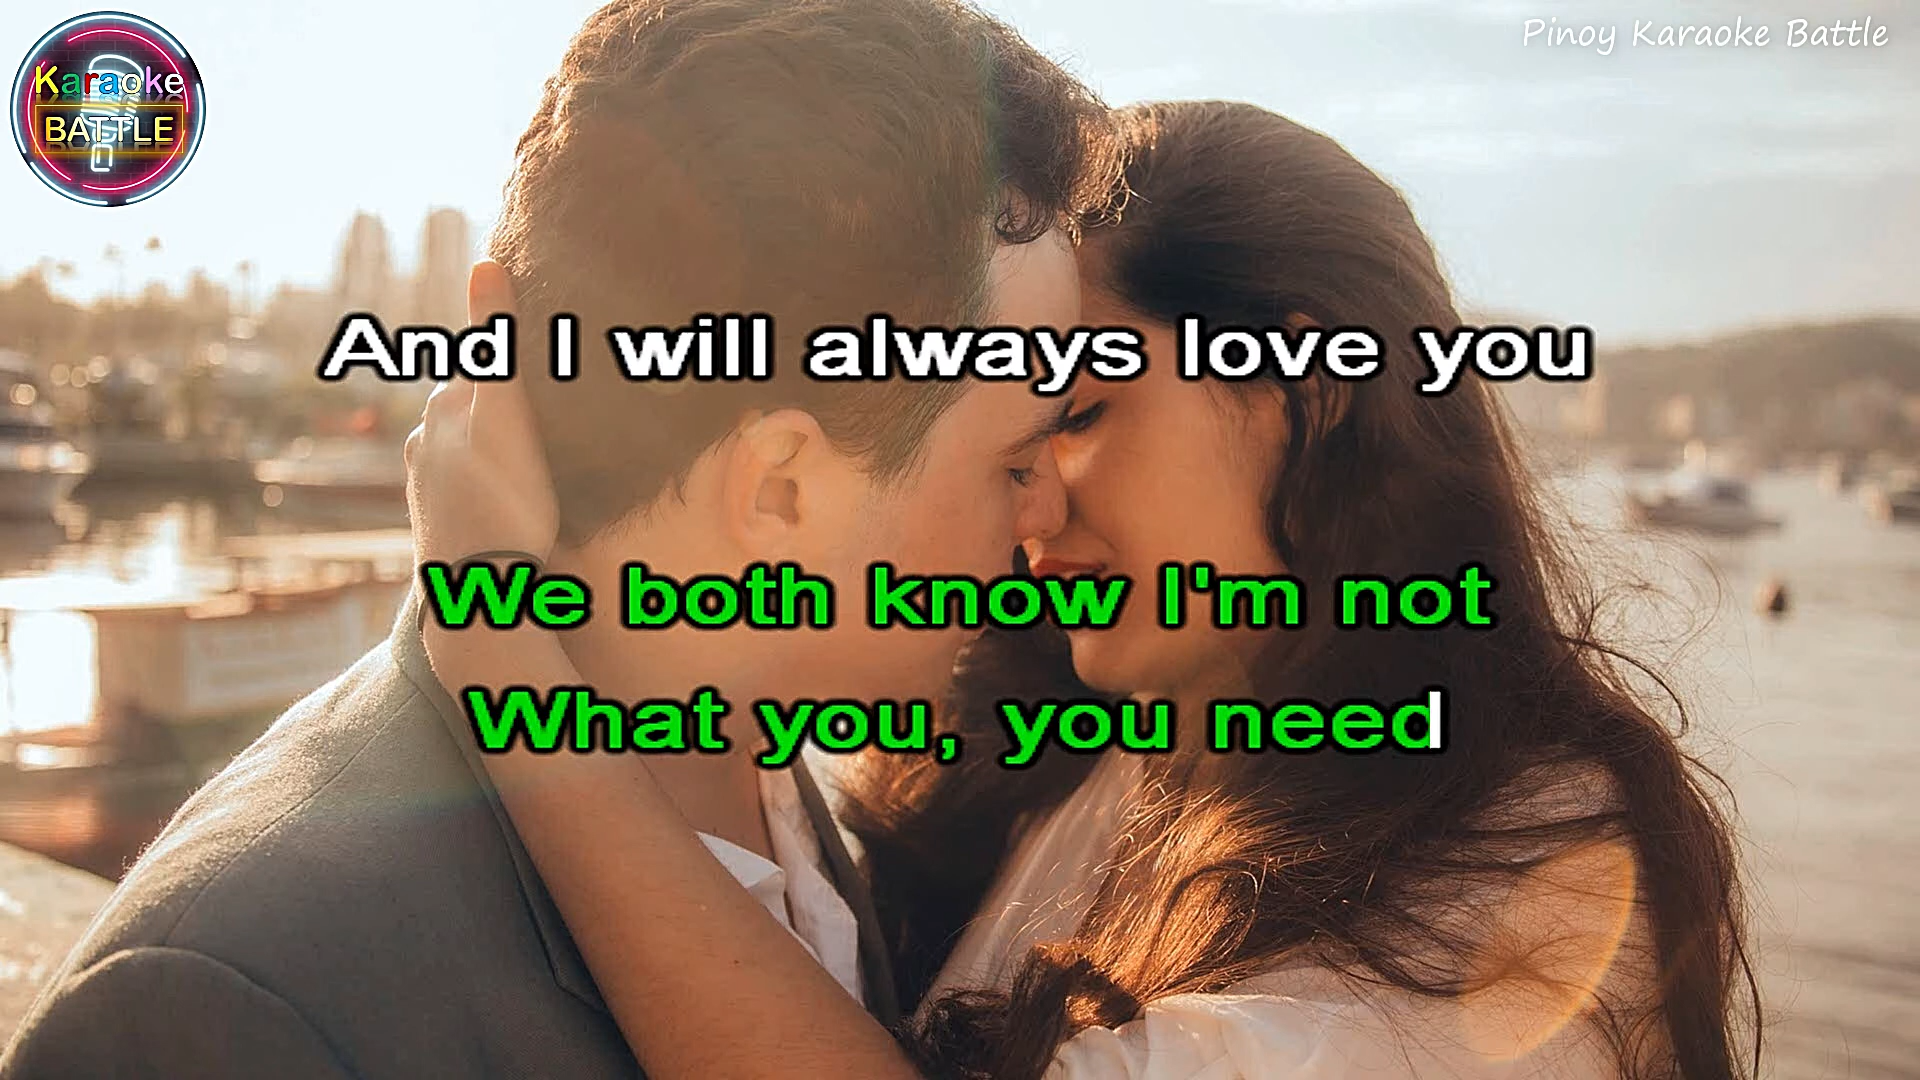 Karaoke
BATTLE
Pinoy Karaoke Battle
And I will always love you
We both know I'm not
What you, you need